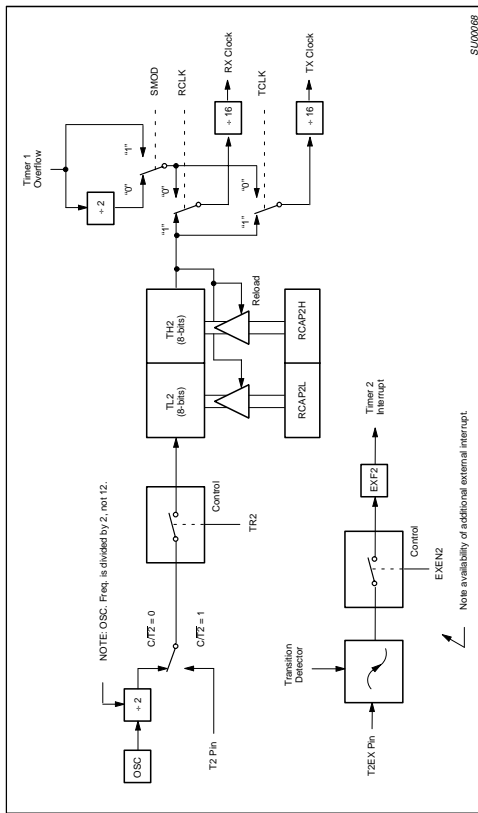 NOTE: OSC. Freq. is divided by 2, not 12.
Timer 1
Overflow
÷ 2
"0"
"1"
SMOD
RCLK
OSC
÷ 2
C/T2 = 0
C/T2 = 1
T2 Pin
Control
TR2
TL2
(8-bits)
TH2
(8-bits)
Reload
RCAP2L
RCAP2H
"1"
"0"
÷ 16
RX Clock
"1"
"0"
TCLK
÷ 16
TX Clock
Transition
Detector
T2EX Pin
Control
EXEN2
EXF2
Timer 2
Interrupt
Note availability of additional external interrupt.
SU00068